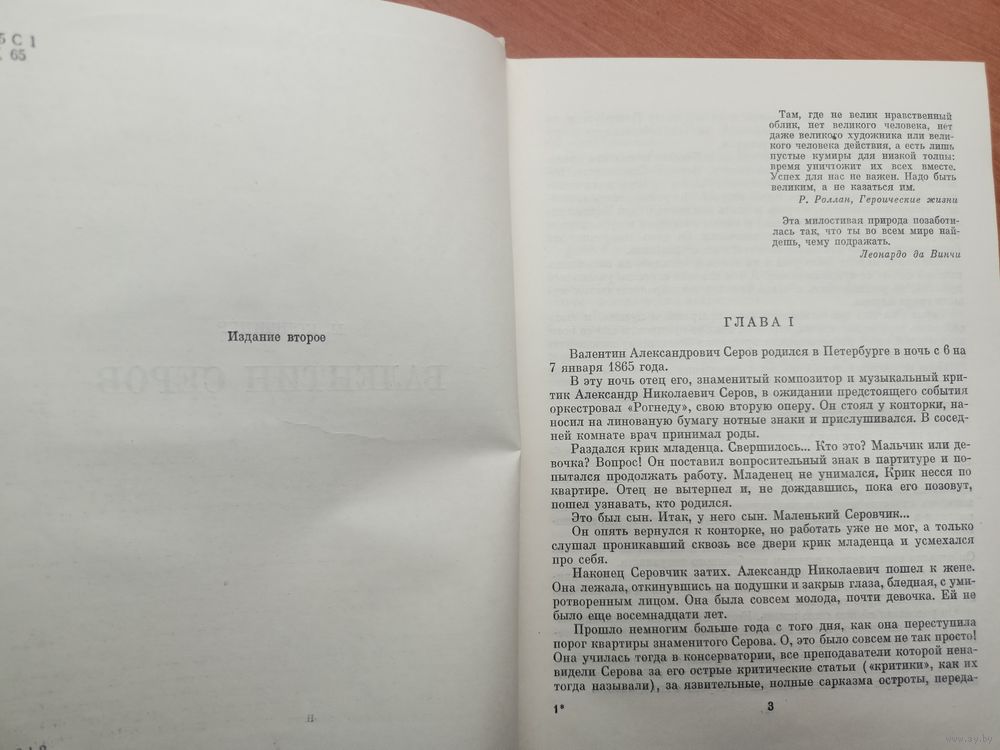 5 С 1
65
Издание второе
Там, где не велик нравственный
облик, нет великого человека, нет
даже великого художника или вели-
кого человека действия, а есть лишь
пустые кумиры для низкой толпы:
время уничтожит их всех вместе.
Успех для нас не важен. Надо быть
великим, а не казаться им.
Р. Роллан, Героические жизни
Эта милостивая природа позаботи-
лась так, что ты во всем мире най-
дешь, чему подражать.
Леонардо да Винчи
ГЛАВА I
Валентин Александрович Серов родился в Петербурге в ночь с 6 на
7 января 1865 года.
В эту ночь отец его, знаменитый композитор и музыкальный кри-
тик Александр Николаевич Серов, в ожидании предстоящего события
оркестровал «Рогнеду», свою вторую оперу. Он стоял у конторки, на-
носил на линованую бумагу нотные знаки и прислушивался. В сосед-
ней комнате врач принимал роды.
Раздался крик младенца. Свершилось... Кто это? Мальчик или де-
вочка? Вопрос! Он поставил вопросительный знак в партитуре и по-
пытался продолжать работу. Младенец не унимался. Крик несся по
квартире. Отец не вытерпел и, не дождавшись, пока его позовут,
пошел узнавать, кто родился.
Это был сын. Итак, у него сын. Маленький Серовчик...
Он опять вернулся к конторке, но работать уже не мог, а только
слушал проникавший сквозь все двери крик младенца и усмехался
про себя.
Наконец Серовчик затих. Александр Николаевич пошел к жене.
Она лежала, откинувшись на подушки и закрыв глаза, бледная, с уми-
ротворенным лицом. Она была совсем молода, почти девочка. Ей не
было еще восемнадцати лет.
Прошло немногим больше года с того дня, как она переступила
порог квартиры знаменитого Серова. О, это было совсем не так просто!
Она училась тогда в консерватории, все преподаватели которой нена-
видели Серова за его острые критические статьи («критики», как их
тогда называли), за язвительные, полные сарказма остроты, переда-
1*
3
www.ay.by